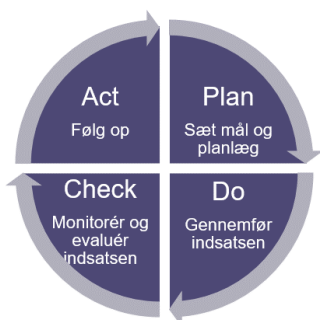 Act
Følg op
Plan
Sæt mål og
planlæg
Check
Monitorér og
evaluér
indsatsen
Do
Gennemfør
indsatsen